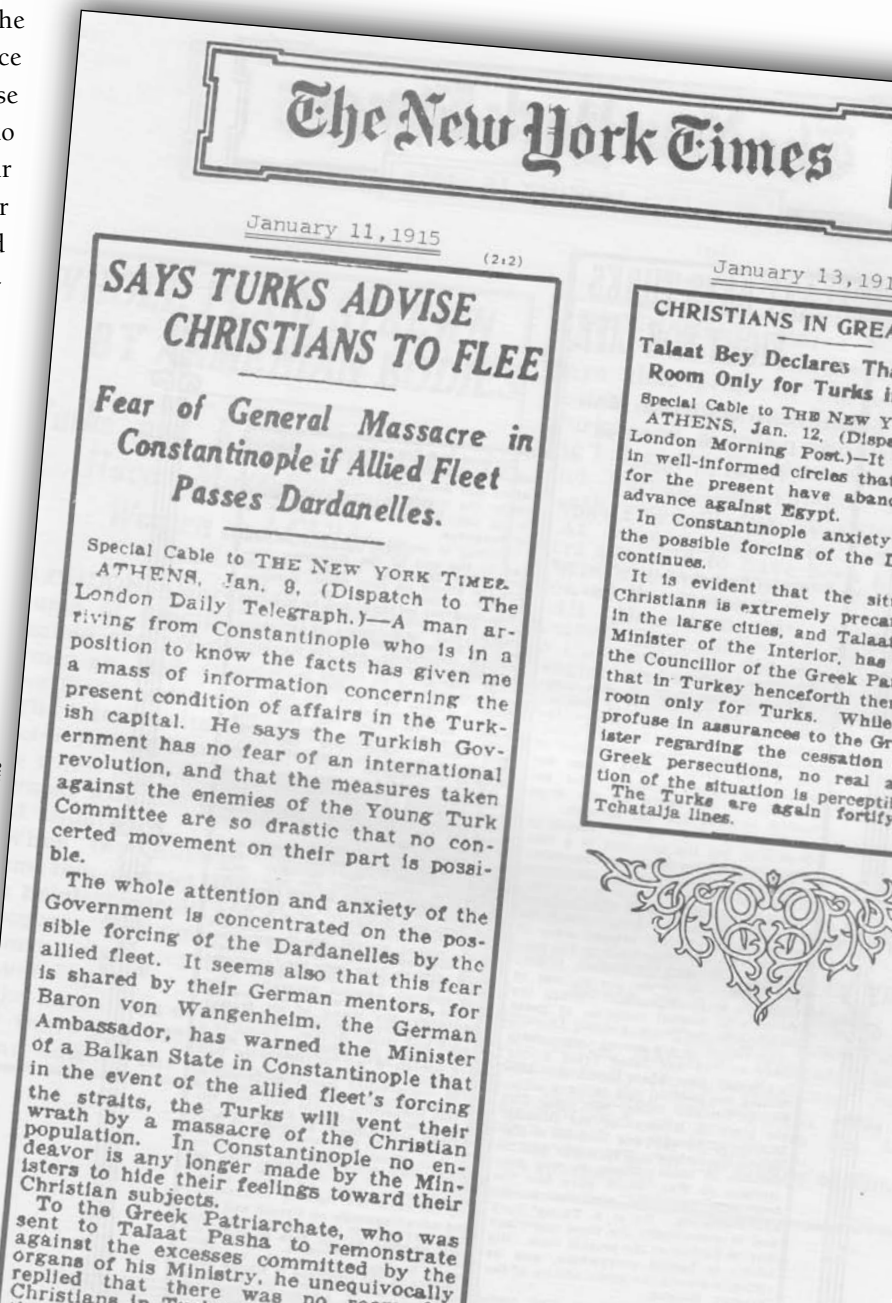 he
ce
se
o
r
r
d
The New York Times
January 11,1915
(2:2)
SAYS TURKS ADVISE
CHRISTIANS TO FLEE
Fear of General Massacre in
Constantinople if Allied Fleet
Passes Dardanelles.
Special Cable to THE NEW YORK TIMES.
ATHENS, Jan. 9, (Dispatch to The
London Daily Telegraph.)—A man ar-
riving from Constantinople who is in a
position to know the facts has given me
a mass of information concerning the
present condition of affairs in the Turk-
ish capital. He says the Turkish Gov-
ernment has no fear of an international
revolution, and that the measures taken
against the enemies of the Young Turk
Committee are so drastic that no con-
certed movement on their part is possi-
ble.
The whole attention and anxiety of the
Government is concentrated on the pos-
sible forcing of the Dardanelles by the
allied fleet. It seems also that this fear
is shared by their German mentors, for
Baron von Wangenheim, the German
Ambassador, has warned the Minister
of a Balkan State in Constantinople that
in the event of the allied fleet's forcing
the straits, the Turks will vent their
wrath by a massacre of the Christian
population. In Constantinople no en-
deavor is any longer made by the Min-
isters to hide their feelings toward their
Christian subjects.
To the Greek Patriarchate, who was
sent to Talaat Pasha to remonstrate
against the excesses committed by the
organs of his Ministry, he unequivocally
replied that there was no
Christians in
January 13,191
CHRISTIANS IN GREA
Talaat Bey Declares Tha
Room Only for Turks i
Special Cable to THE NEW Y
ATHENS, Jan. 12, (Dispa
London Morning Post.)—It
in well-informed circles that
for the present have aband
advance against Egypt.
In Constantinople anxiety
the possible forcing of the D
continues.
It is evident that the sit
Christians is extremely preca
in the large cities, and Talaat
Minister of the Interior, has
the Councillor of the Greek Pa
that in Turkey henceforth ther
room only for Turks. While
profuse in assurances to the Gr
ister regarding the cessation
Greek persecutions, no real a
tion of the situation is perceptil
The Turks are again fortify
Tchatalja lines.